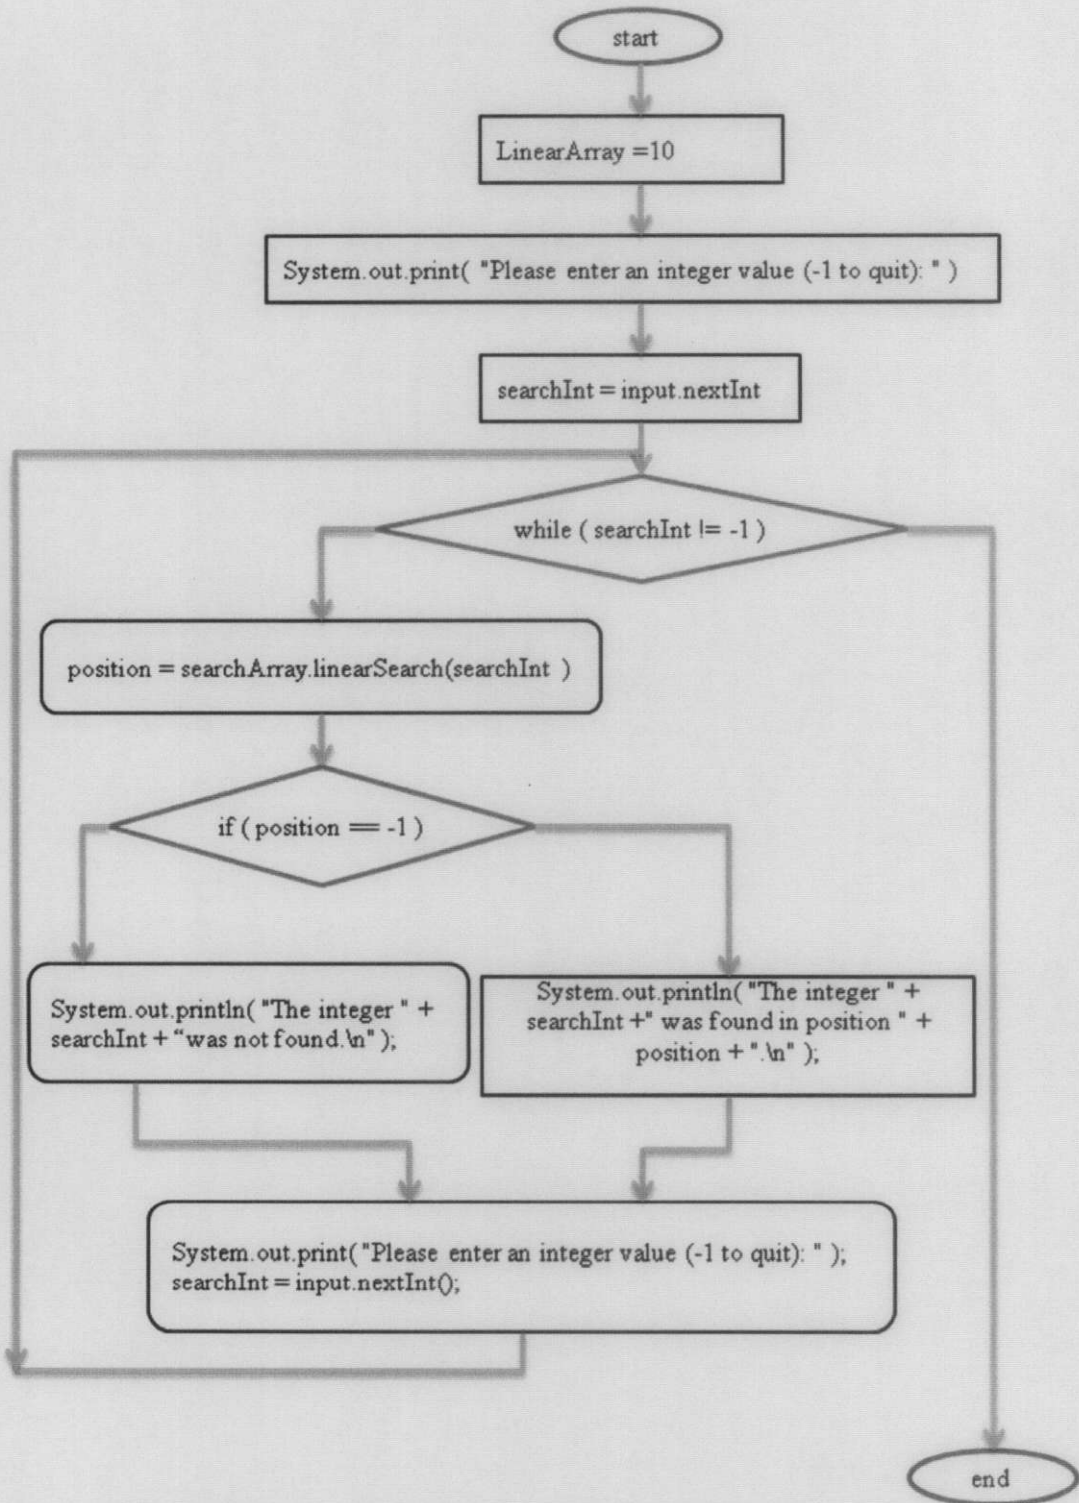 start
LinearArray =10
System.out.print( "Please enter an integer value (-1 to quit): " )
searchInt = input.nextInt
while ( searchInt != -1 )
position = searchArray.linearSearch(searchInt )
if ( position == -1 )
System.out.println( "The integer " +
searchInt + “was not found.\n" );
System.out.println( "The integer " +
searchInt +" was found in position " +
position + ".\n" );
System.out.print( "Please enter an integer value (-1 to quit): " );
searchInt = input.nextInt();
end